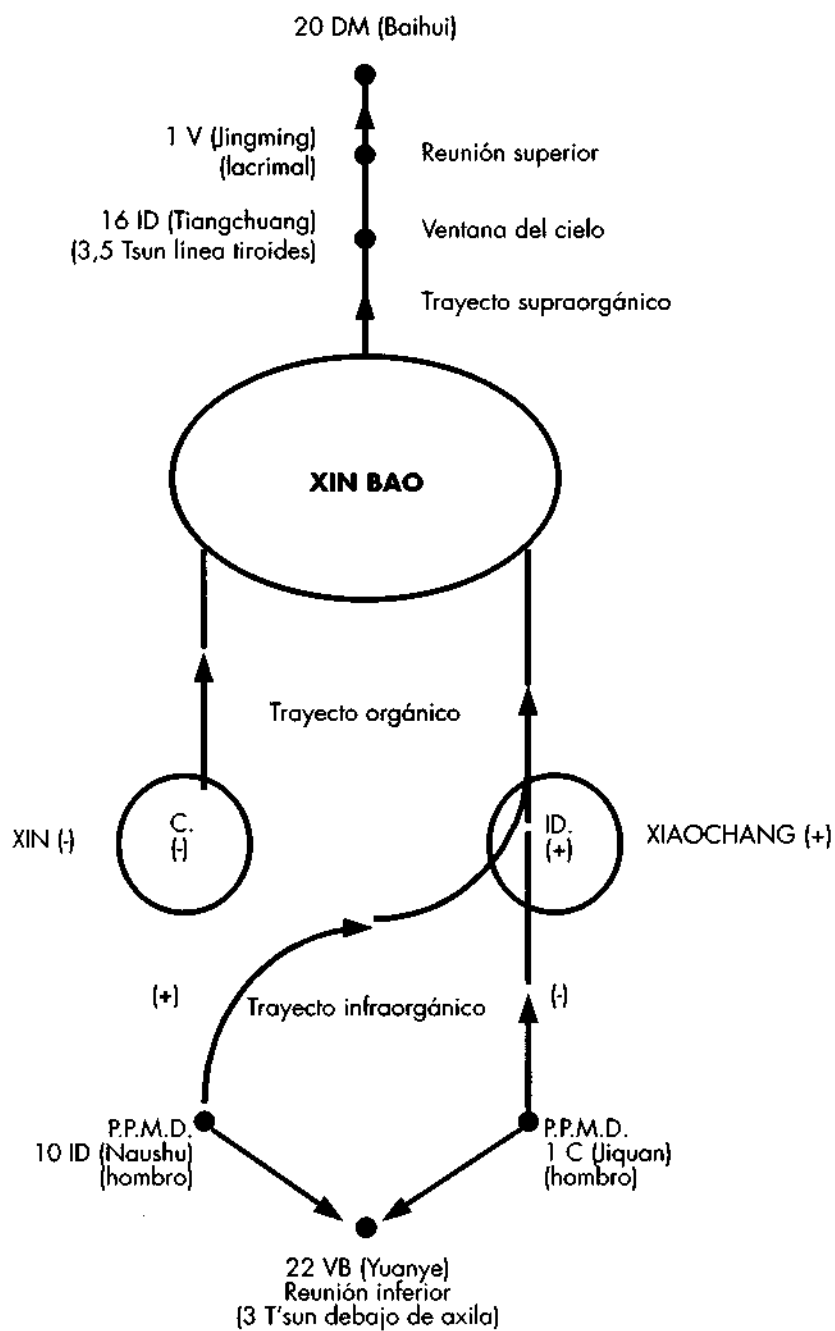 20 DM (Baihui)
1 V (Jingming)
(lacrimal)
Reunión superior
16 ID (Tiangchuang)
(3,5 Tsun línea tiroides)
Ventana del cielo
Trayecto supraorgánico
XIN BAO
Trayecto orgánico
XIN (-)
C.
(-)
ID.
(+)
XIAOCHANG (+)
(+)
Trayecto infraorgánico
(-)
P.P.M.D.
10 ID (Naushu)
(hombro)
P.P.M.D.
1 C (Jiquan)
(hombro)
22 VB (Yuanye)
Reunión inferior
(3 T'sun debajo de axila)